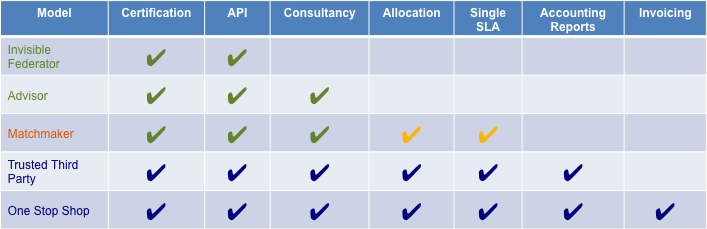 Model Certification API Consultancy Allocation Single SLA Accounting Reports Invoicing
Invisible Federator ✔ ✔
Advisor ✔ ✔ ✔
Matchmaker ✔ ✔ ✔ ✔ ✔
Trusted Third Party ✔ ✔ ✔ ✔ ✔ ✔
One Stop Shop ✔ ✔ ✔ ✔ ✔ ✔ ✔